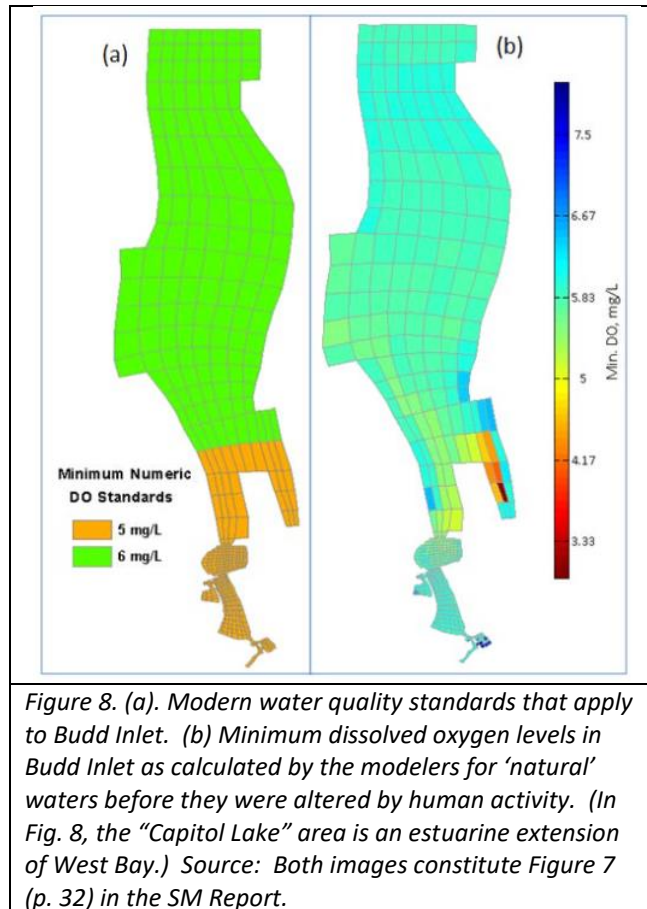 (a)
(b)
7.5
6.67
5.83
5
4.17
3.33
Min. DO, mg/L
Minimum Numeric
DO Standards
5 mg/L
6 mg/L
Figure 8. (a). Modern water quality standards that apply
to Budd Inlet.  (b) Minimum dissolved oxygen levels in
Budd Inlet as calculated by the modelers for ‘natural’
waters before they were altered by human activity.  (In
Fig. 8, the “Capitol Lake” area is an estuarine extension
of West Bay.)  Source:  Both images constitute Figure 7
(p. 32) in the SM Report.